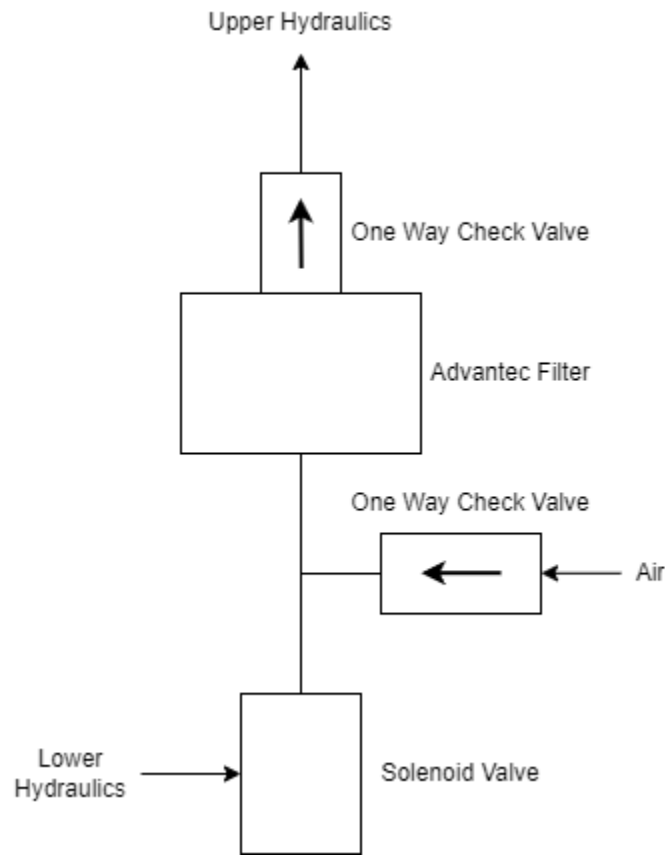 Upper Hydraulics
One Way Check Valve
Advantec Filter
One Way Check Valve
Air
Lower
Hydraulics
Solenoid Valve